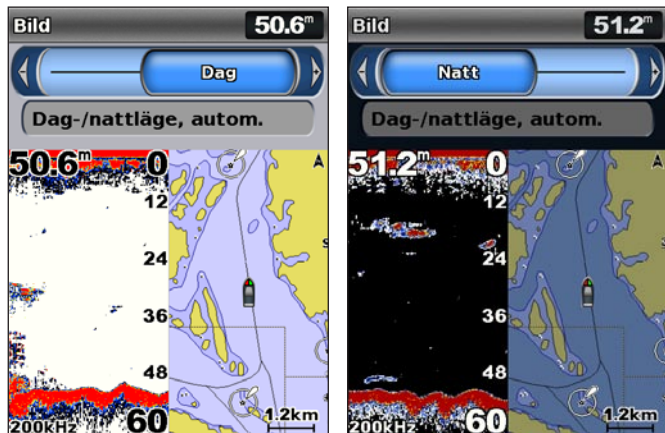 Bild 50.6m
Dag
Dag-/nattläge, autom.
50.6m 0
12
24
36
48
60
200kHz
1.2km
Bild 51.2m
Natt
Dag-/nattläge, autom.
51.2m 0
12
24
36
48
60
200kHz
1.2km